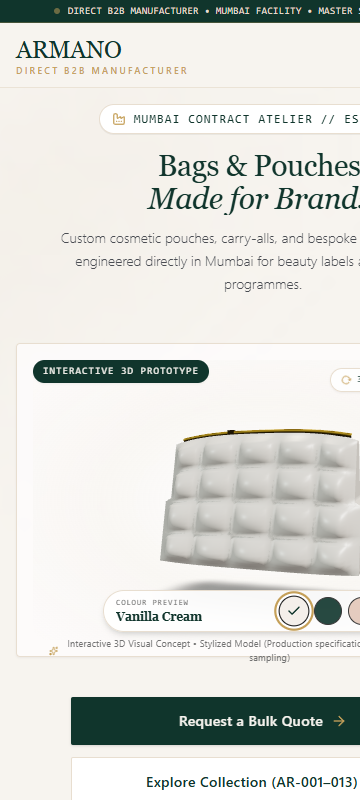 DIRECT B2B MANUFACTURER • MUMBAI FACILITY • MASTER
ARMANO
DIRECT B2B MANUFACTURER
MUMBAI CONTRACT ATELIER // ES
Bags & Pouches
Made for Brands
Custom cosmetic pouches, carry-alls, and bespoke
engineered directly in Mumbai for beauty labels
programmes.
INTERACTIVE 3D PROTOTYPE
COLOUR PREVIEW
Vanilla Cream
Interactive 3D Visual Concept • Stylized Model (Production
sampling)
Request a Bulk Quote →
Explore Collection (AR-001–013)